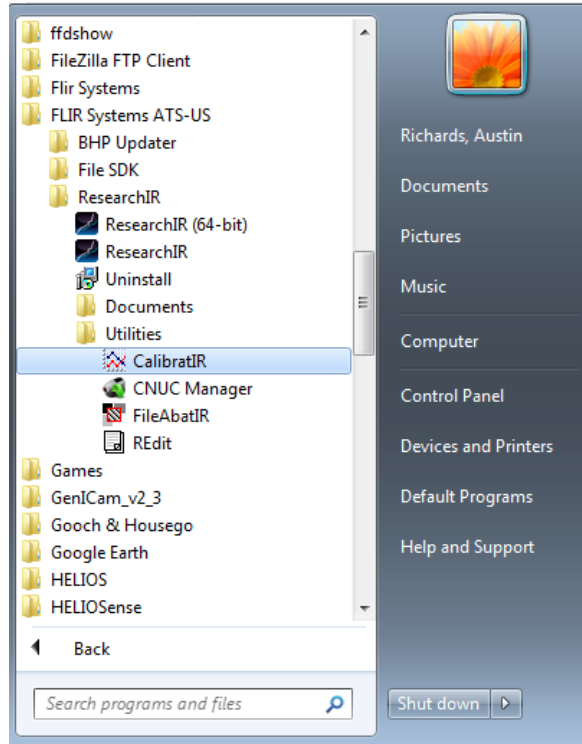 ffdshow
FileZilla FTP Client
Flir Systems
FLIR Systems ATS-US
BHP Updater
File SDK
ResearchIR
ResearchIR (64-bit)
ResearchIR
Uninstall
Documents
Utilities
CalibratIR
CNUC Manager
FileAbatIR
REdit
Games
GenICam_v2_3
Gooch & Housego
Google Earth
HELIOS
HELIOSense
Back
Search programs and files
Richards, Austin
Documents
Pictures
Music
Computer
Control Panel
Devices and Printers
Default Programs
Help and Support
Shut down